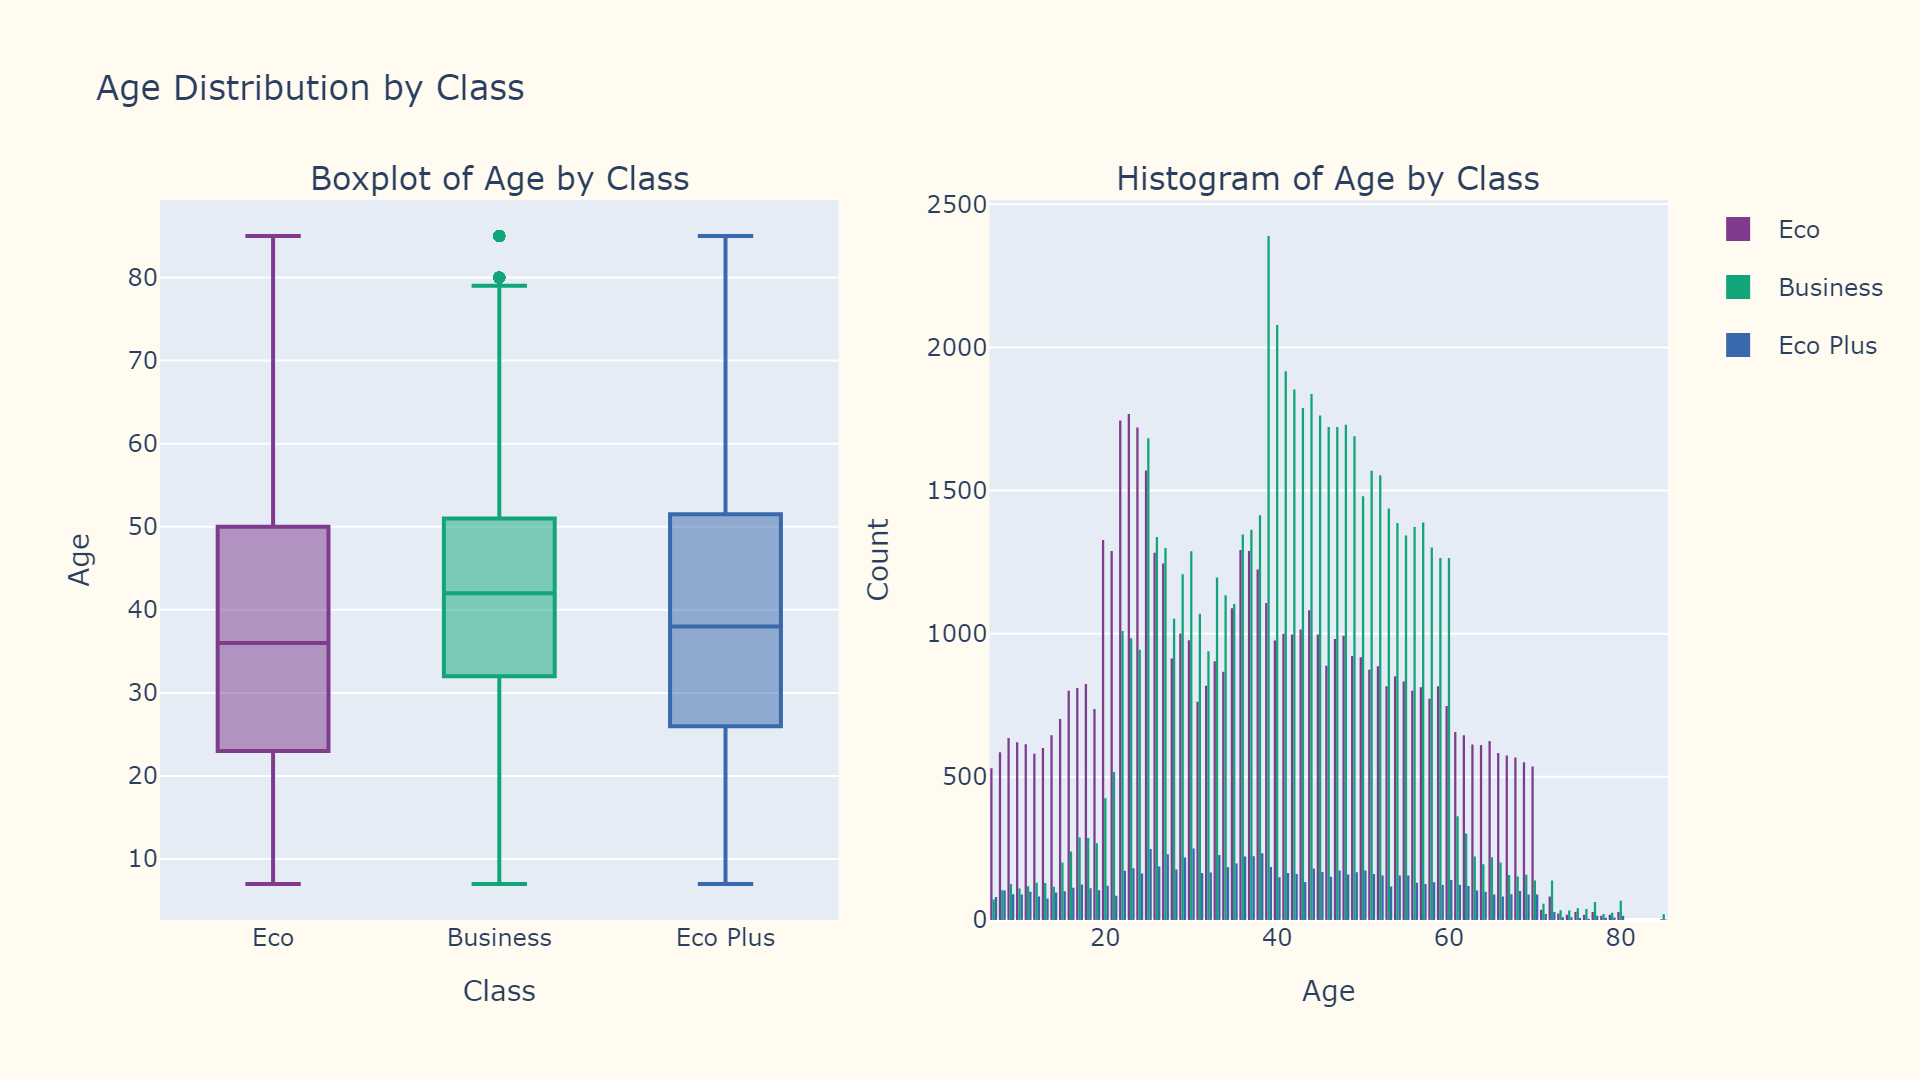 Age Distribution by Class
Boxplot of Age by Class
80
70
60
50
40
30
20
10
Age
Eco
Business
Eco Plus
Class
Histogram of Age by Class
2500
2000
1500
1000
500
0
Count
20
40
60
80
Age
Eco
Business
Eco Plus